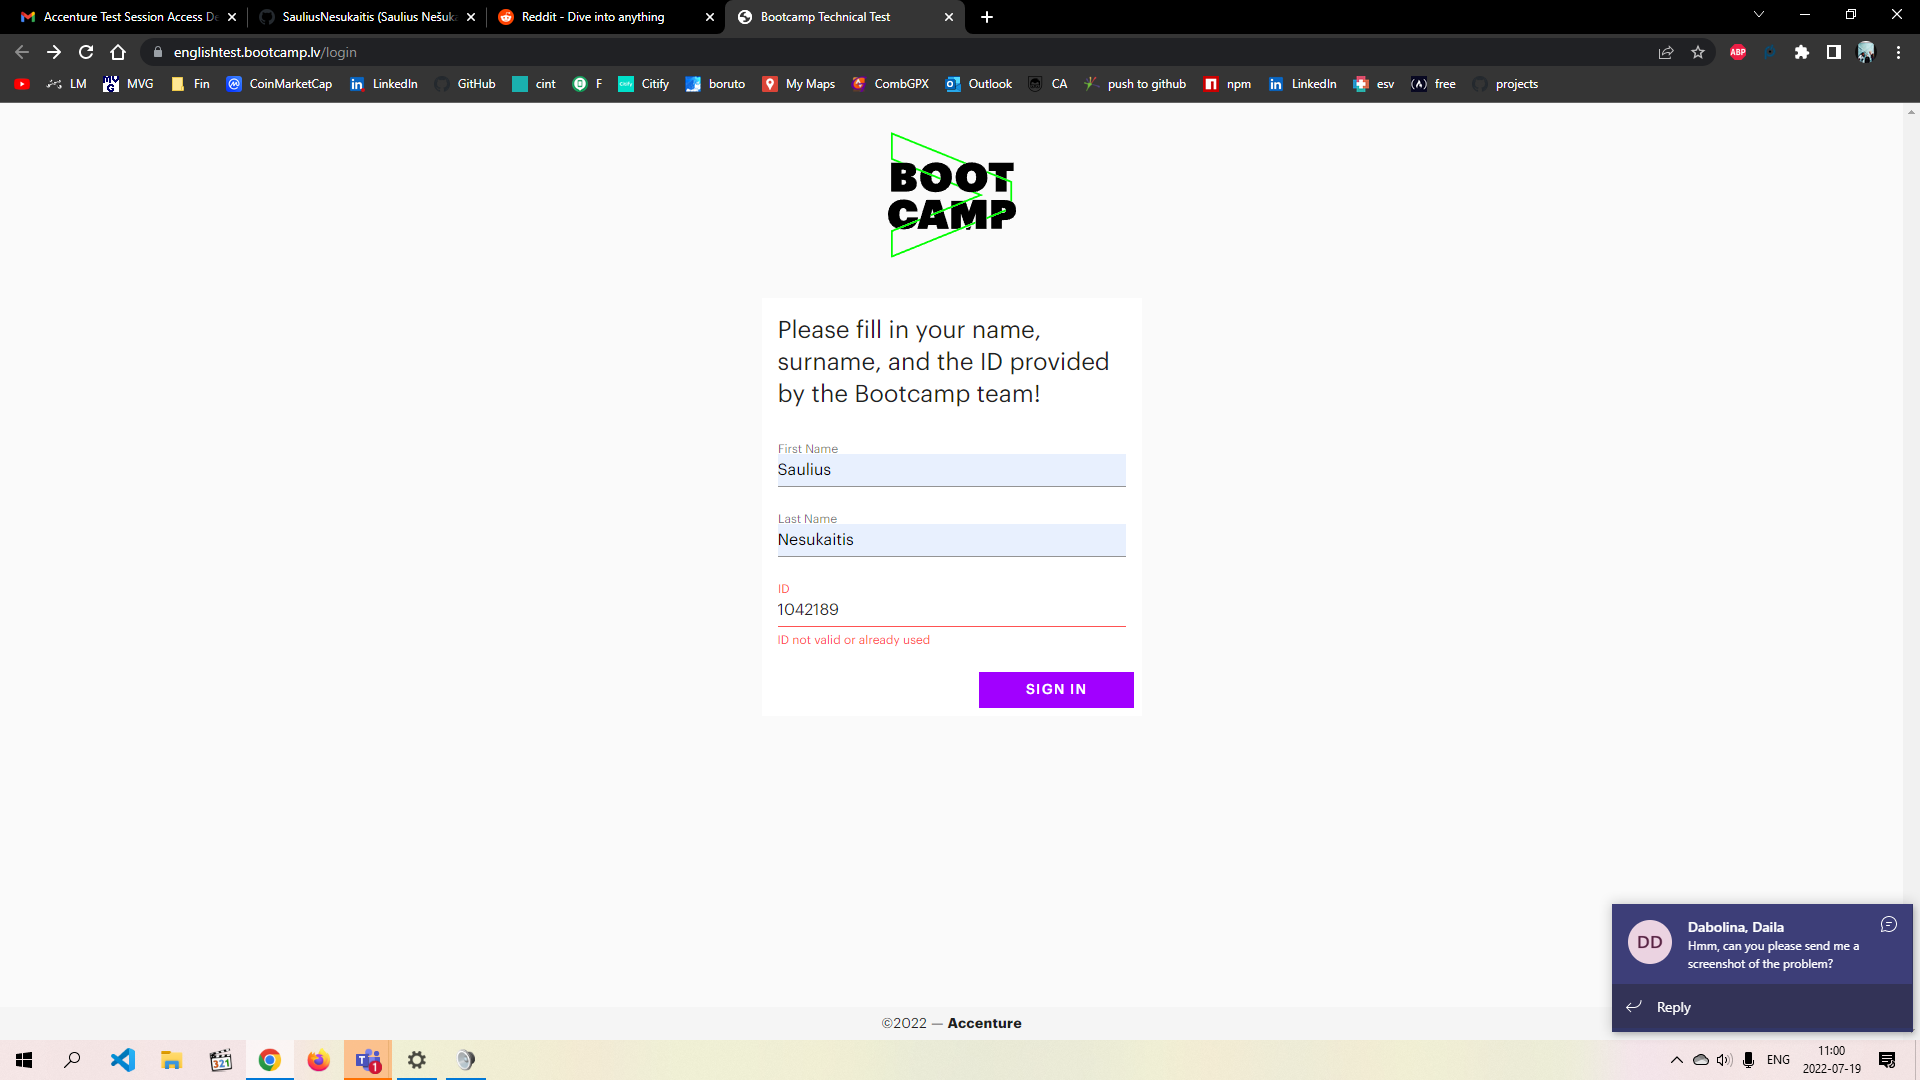 Accenture Test Session Access De
SauliusNesukaitis (Saulius Nešuka
Reddit - Dive into anything
Bootcamp Technical Test
englishtest.bootcamp.lv/login
ABP
LM
MVG
Fin
CoinMarketCap
LinkedIn
GitHub
cint
F
Citify
boruto
My Maps
CombGPX
Outlook
CA
push to github
npm
LinkedIn
esv
free
projects
BOOT
CAMP
Please fill in your name,
surname, and the ID provided
by the Bootcamp team!
First Name
Saulius
Last Name
Nesukaitis
ID
1042189
ID not valid or already used
SIGN IN
DD
Dabolina, Daila
Hmm, can you please send me a
screenshot of the problem?
Reply
©2022 — Accenture
321
1
ENG
11:00
2022-07-19